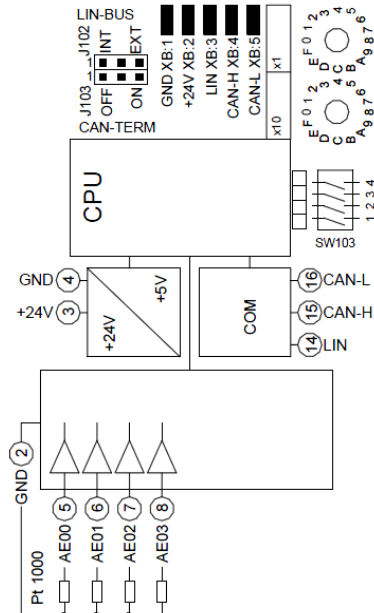 LIN-BUS
J102
1
INT
EXT
J103
1
OFF
ON
CAN-TERM
GND XB:1
+24V XB:2
LIN XB:3
CAN-H XB:4
CAN-L XB:5
x1
x10
0 1 2 3 4 5 6 7 8 9 A B C D E F
0 1 2 3 4 5 6 7 8 9 A B C D E F
CPU
1 2 3 4
SW103
GND 4
+24V 3
+24V
+5V
COM
16 CAN-L
15 CAN-H
14 LIN
GND 2
5 AE00
6 AE01
7 AE02
8 AE03
Pt 1000